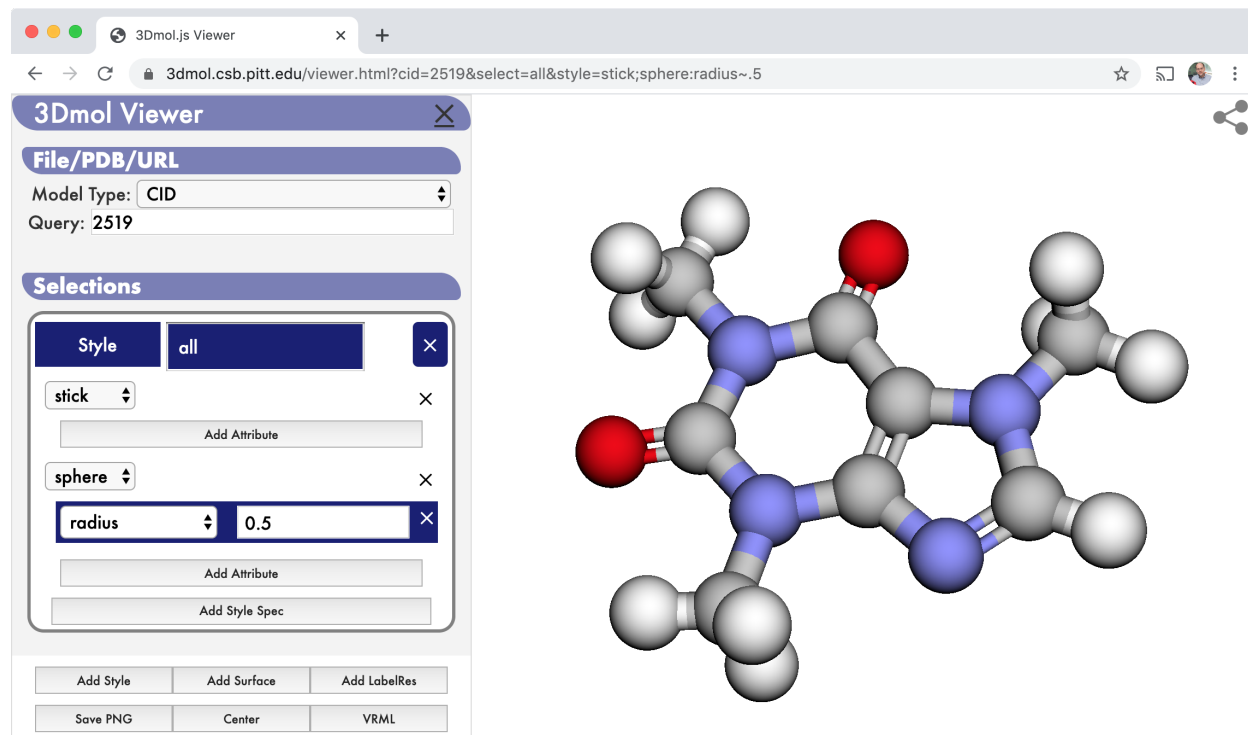 3Dmol.js Viewer
3dmol.csb.pitt.edu/viewer.html?cid=2519&select=all&style=stick;sphere:radius~.5
3Dmol Viewer
File/PDB/URL
Model Type: CID
Query: 2519
Selections
Style all
stick
Add Attribute
sphere
radius 0.5
Add Attribute
Add Style Spec
Add Style Add Surface Add LabelRes
Save PNG Center VRML